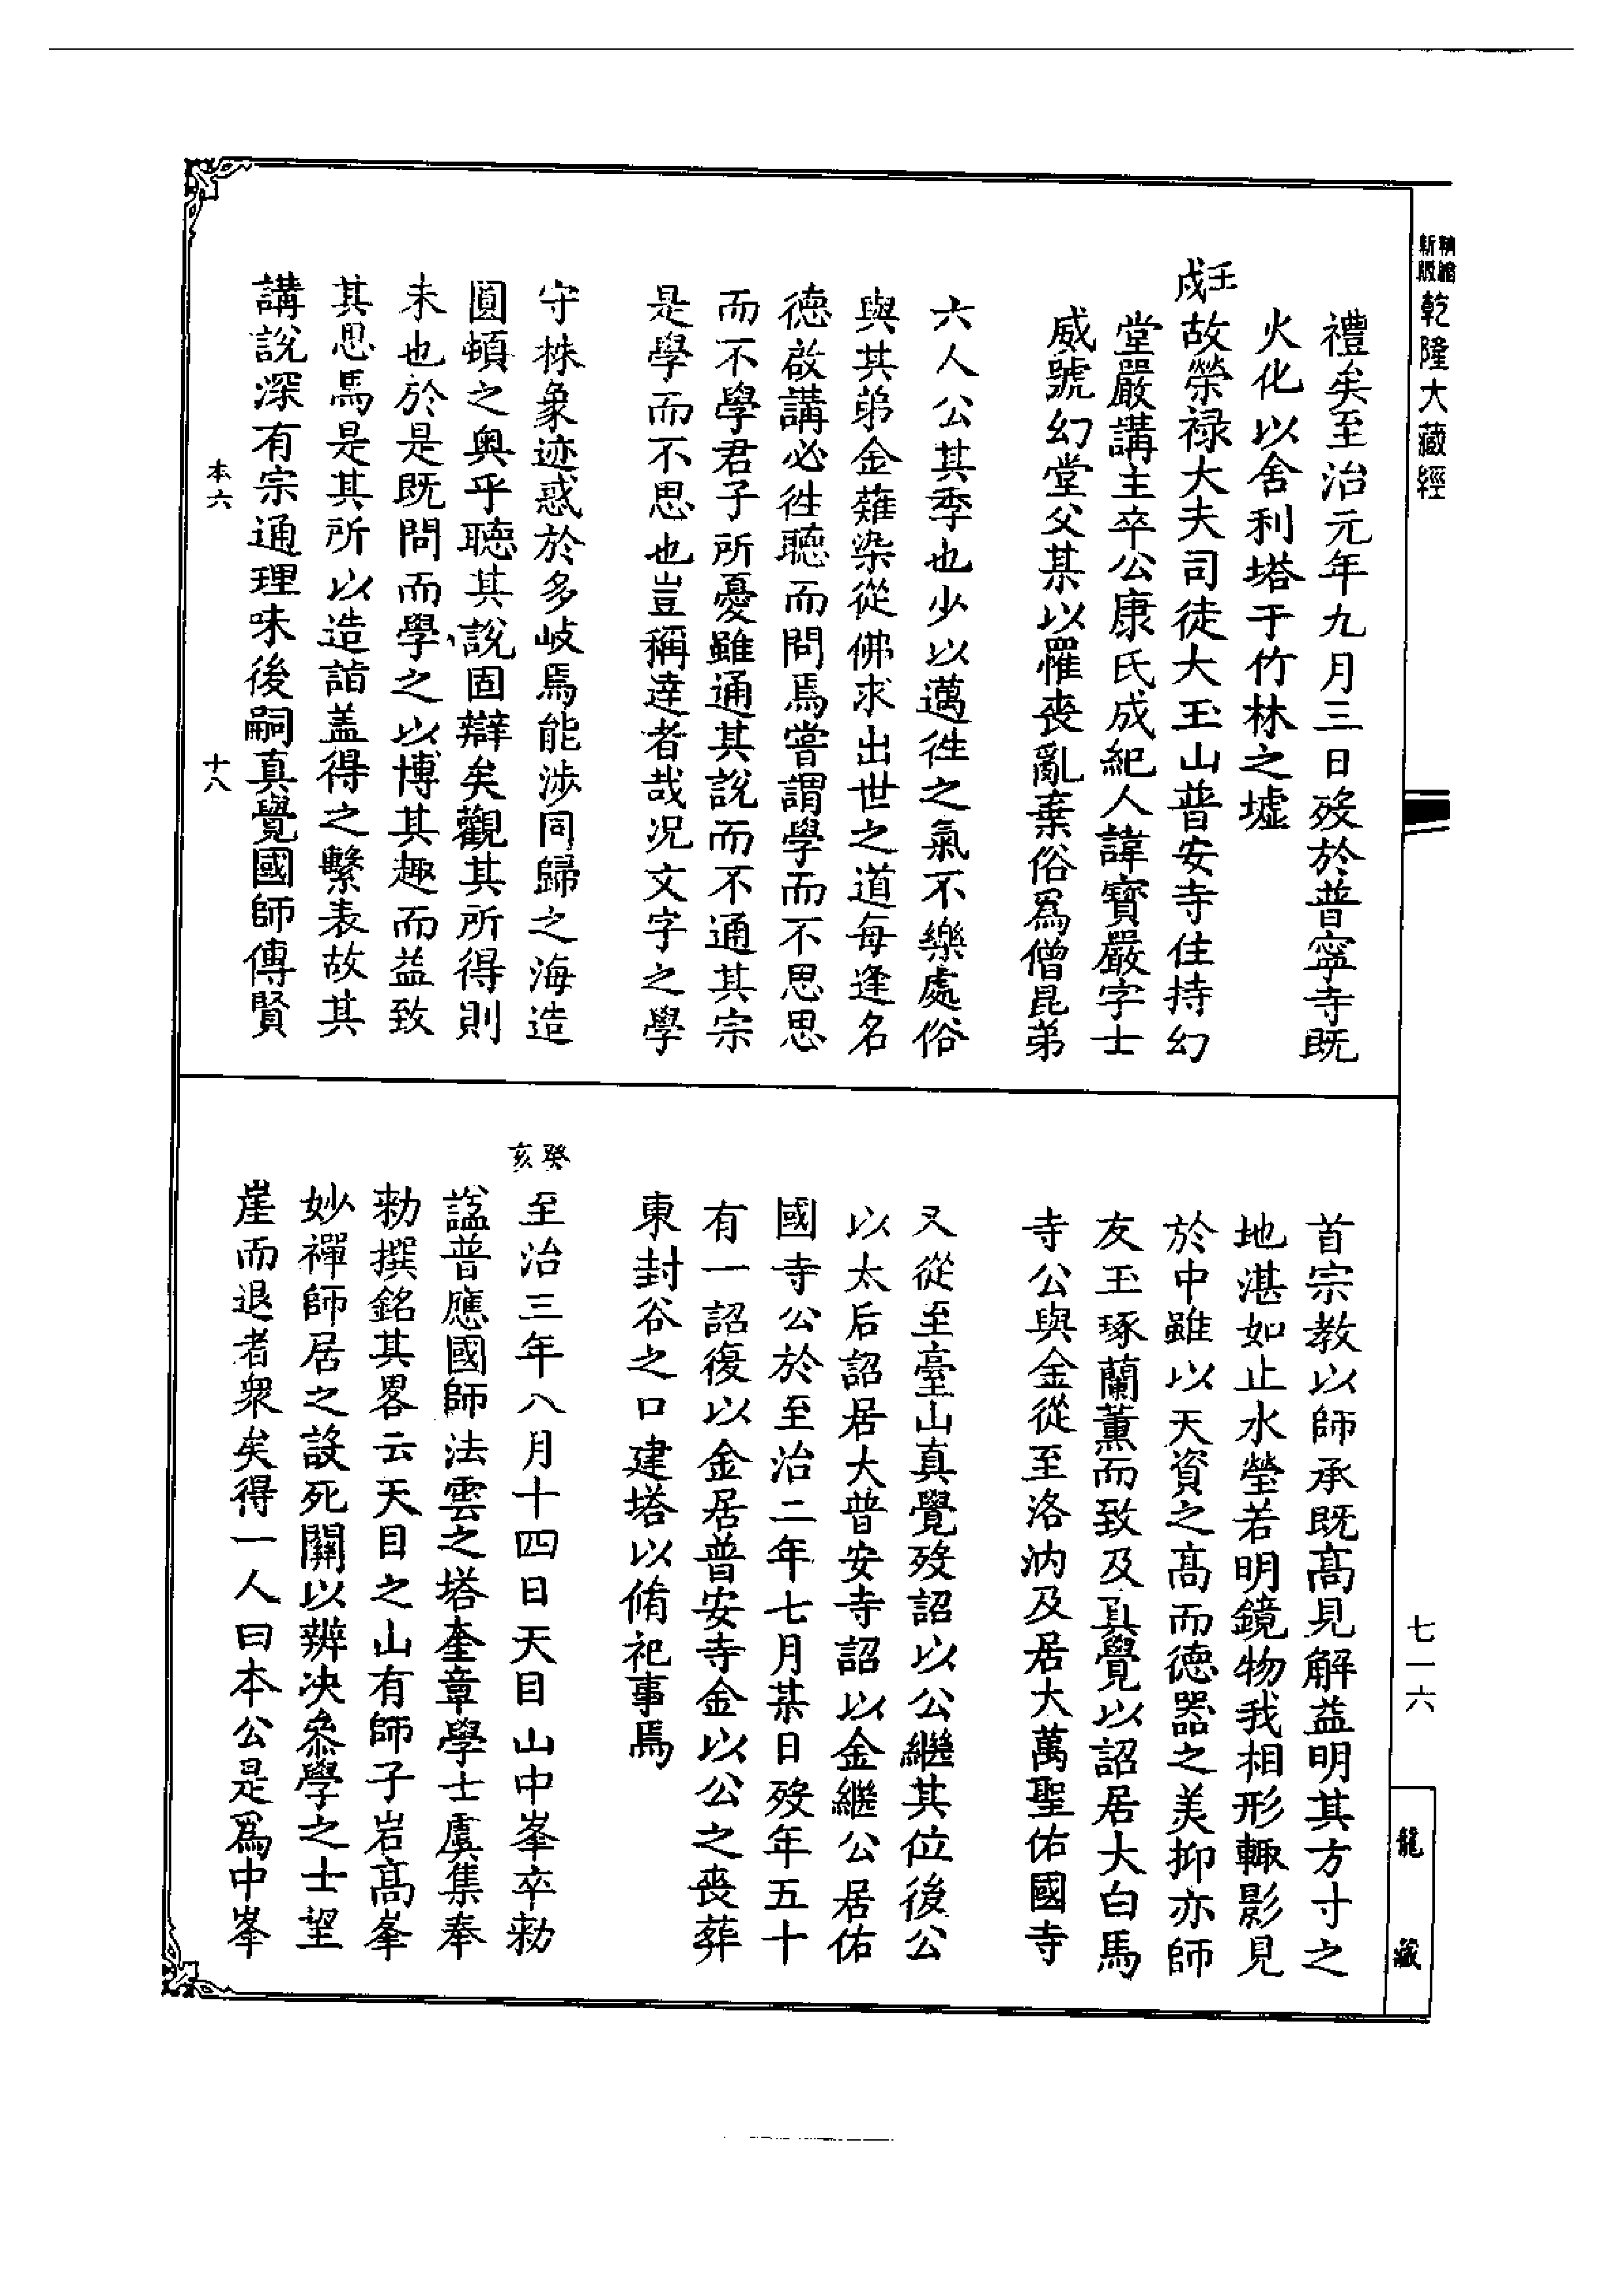 精繪
新版
乾隆大藏經
禮矣至治元年九月三日歿於普寧寺既
火化以舍利塔于竹林之墟
壬戌
故榮祿大夫司徒大玉山普安寺住持幻
堂嚴講主卒公康氏成紀人諱寶嚴字士
威號幻堂父某以罹喪亂棄俗爲僧昆弟
六人公其季也少以邁徃之氣不樂處俗
與其弟金薙染從佛求出世之道每逢名
德啟講必徃聽而問焉嘗謂學而不思思
而不學君子所憂雖通其說而不通其宗
是學而不思也豈稱達者哉况文字之學
守株象迹惑於多岐焉能涉同歸之海造
圓頓之奧乎聽其說固辯矣觀其所得則
未也於是既問而學之以博其趣而益致
其思焉是其所以造詣盖得之繫表故其
講說深有宗通理味後嗣真覺國師傳賢
本六
十八
首宗教以師承既髙見解益明其方寸之
地湛如止水瑩若明鏡物我相形輙影見
於中雖以天資之髙而德器之美抑亦師
友玉琢蘭薰而致及真覺以詔居大白馬
寺公與金從至洛汭及居大萬聖佑國寺
又從至臺山真覺歿詔以公繼其位後公
以太后詔居大普安寺詔以金繼公居佑
國寺公於至治二年七月某日歿年五十
有一詔復以金居普安寺金以公之喪葬
東封谷之口建塔以脩祀事焉
癸亥
至治三年八月十四日天目山中峯卒勅
謚普應國師法雲之塔奎章學士虞集奉
勅撰銘其畧云天目之山有師子岩髙峯
妙禪師居之設死關以辨决叅學之士望
崖而退者衆矣得一人曰本公是爲中峯
七一六
龍藏